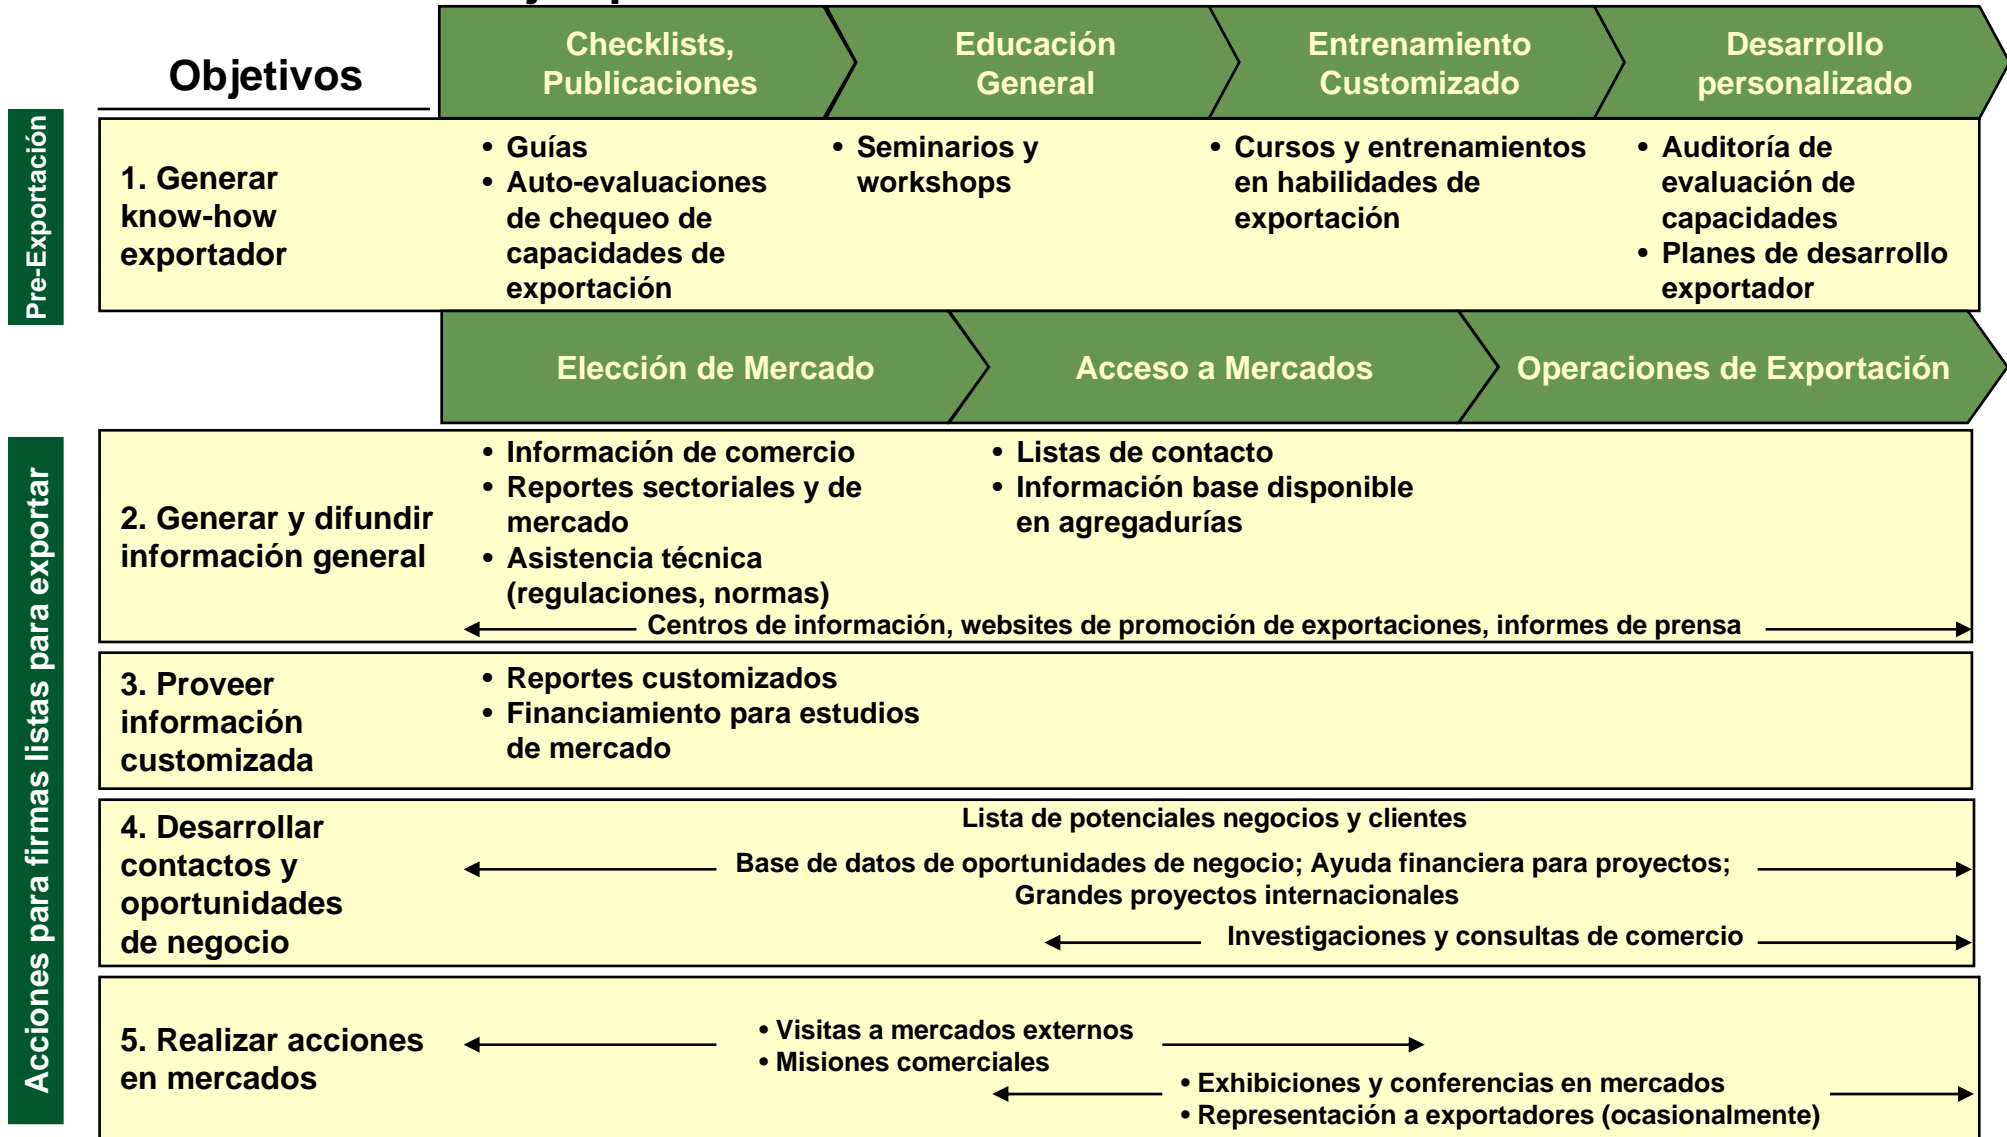 Objetivos
Checklists,
Publicaciones
Educación
General
Entrenamiento
Customizado
Desarrollo
personalizado
Pre-Exportación
1. Generar
know-how
exportador
• Guías
• Auto-evaluaciones
de chequeo de
capacidades de
exportación
• Seminarios y
workshops
• Cursos y entrenamientos
en habilidades de
exportación
• Auditoría de
evaluación de
capacidades
• Planes de desarrollo
exportador
Elección de Mercado
Acceso a Mercados
Operaciones de Exportación
Acciones para firmas listas para exportar
2. Generar y difundir
información general
• Información de comercio
• Reportes sectoriales y de
mercado
• Asistencia técnica
(regulaciones, normas)
• Listas de contacto
• Información base disponible
en agregadurías
Centros de información, websites de promoción de exportaciones, informes de prensa
3. Proveer
información
customizada
• Reportes customizados
• Financiamiento para estudios
de mercado
4. Desarrollar
contactos y
oportunidades
de negocio
Lista de potenciales negocios y clientes
Base de datos de oportunidades de negocio; Ayuda financiera para proyectos;
Grandes proyectos internacionales
Investigaciones y consultas de comercio
5. Realizar acciones
en mercados
• Visitas a mercados externos
• Misiones comerciales
• Exhibiciones y conferencias en mercados
• Representación a exportadores (ocasionalmente)